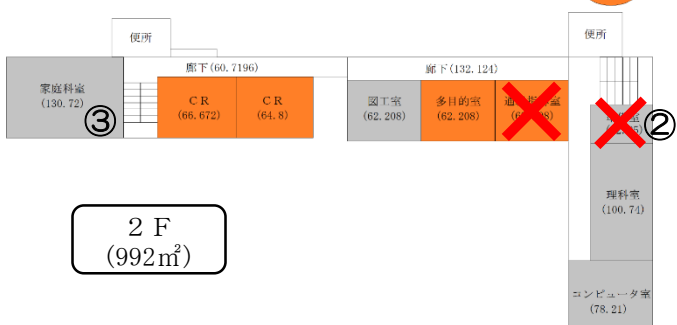 便所
便所
廊下(60.7196)
廊下(132.124)
家庭科室
(130.72)
③
CR
(66.672)
CR
(64.8)
図工室
(62.208)
多目的室
(62.208)
室
②
理科室
(100.74)
2F
(992㎡)
コンピュータ室
(78.21)